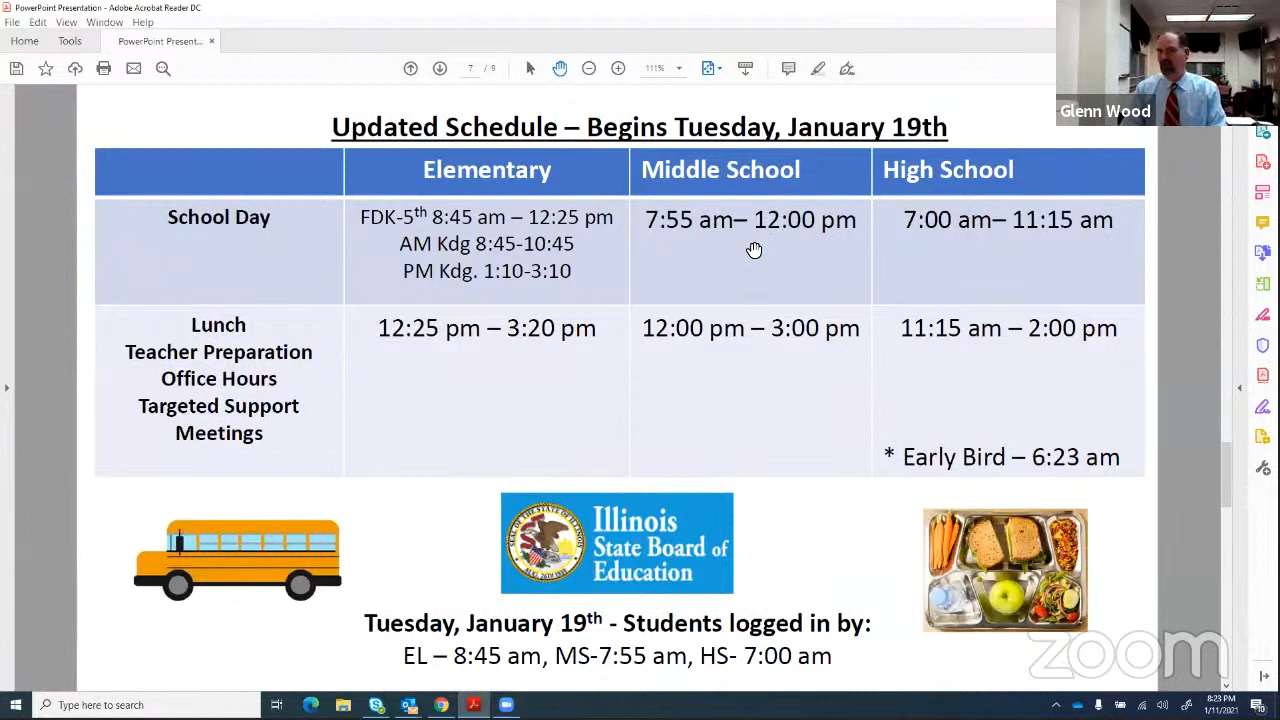 PowerPoint Presentation - Adobe Acrobat Reader DC
File Edit View Window Help
Home Tools PowerPoint Present... ×
7 / 9 111%
Glenn Wood
Updated Schedule – Begins Tuesday, January 19th
Elementary Middle School High School
School Day
FDK-5th 8:45 am – 12:25 pm
AM Kdg 8:45-10:45
PM Kdg. 1:10-3:10
7:55 am– 12:00 pm
7:00 am– 11:15 am
Lunch
Teacher Preparation
Office Hours
Targeted Support
Meetings
12:25 pm – 3:20 pm
12:00 pm – 3:00 pm
11:15 am – 2:00 pm
* Early Bird – 6:23 am
Illinois
State Board of
Education
Tuesday, January 19th - Students logged in by:
EL – 8:45 am, MS-7:55 am, HS- 7:00 am
zoom
Type here to search
8:23 PM
1/11/2021